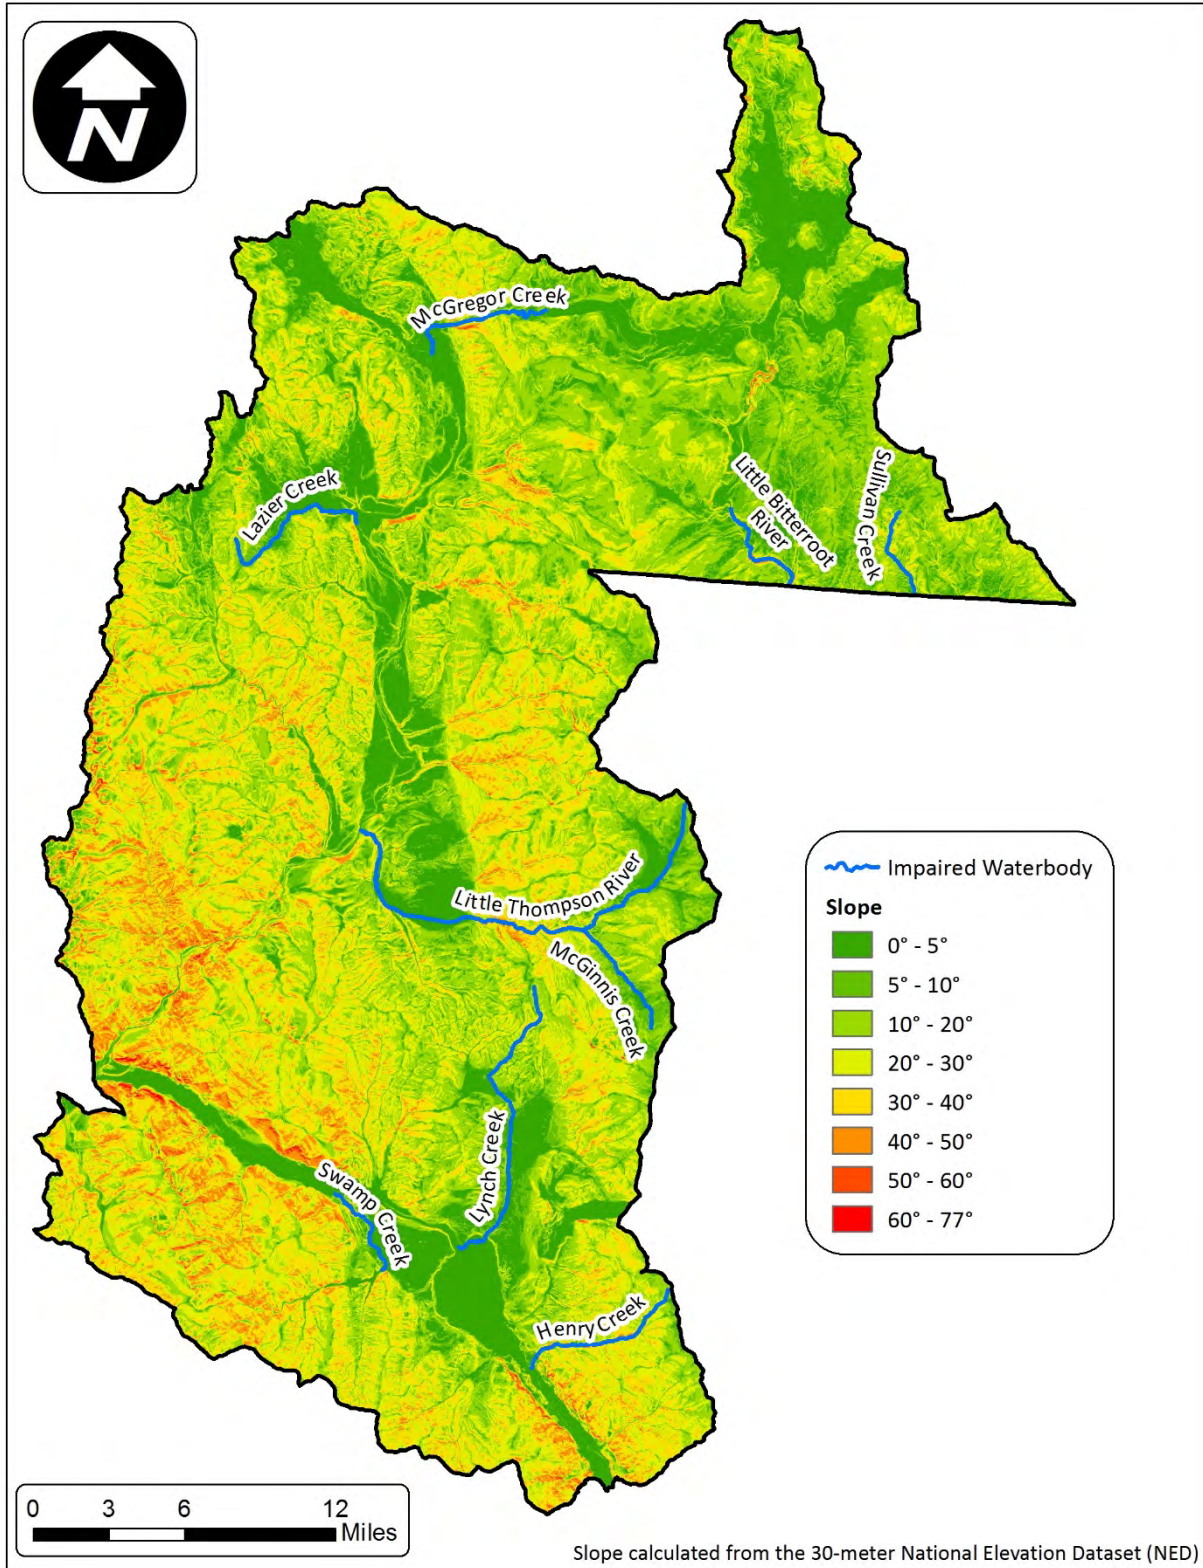 N
McGregor Creek
Lazier Creek
Little Bitterroot
River
Sullivan Creek
Little Thompson River
McGinnis Creek
Lynch Creek
Swamp Creek
Henry Creek
Impaired Waterbody
Slope
0° - 5°
5° - 10°
10° - 20°
20° - 30°
30° - 40°
40° - 50°
50° - 60°
60° - 77°
0 3 6 12
Miles
Slope calculated from the 30-meter National Elevation Dataset (NED)